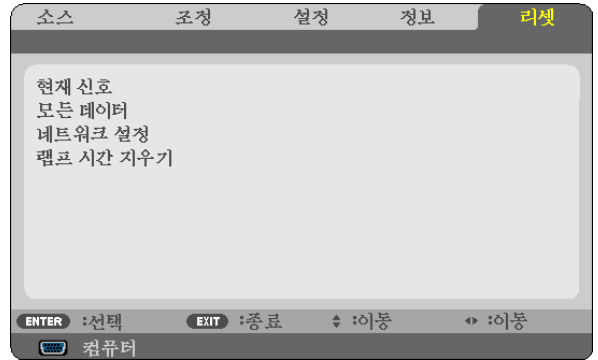 소스 조정 설정 정보 리셋
현재 신호
모든 데이터
네트워크 설정
램프 시간 지우기
ENTER :선택 EXIT :종료 :이동 :이동
컴퓨터